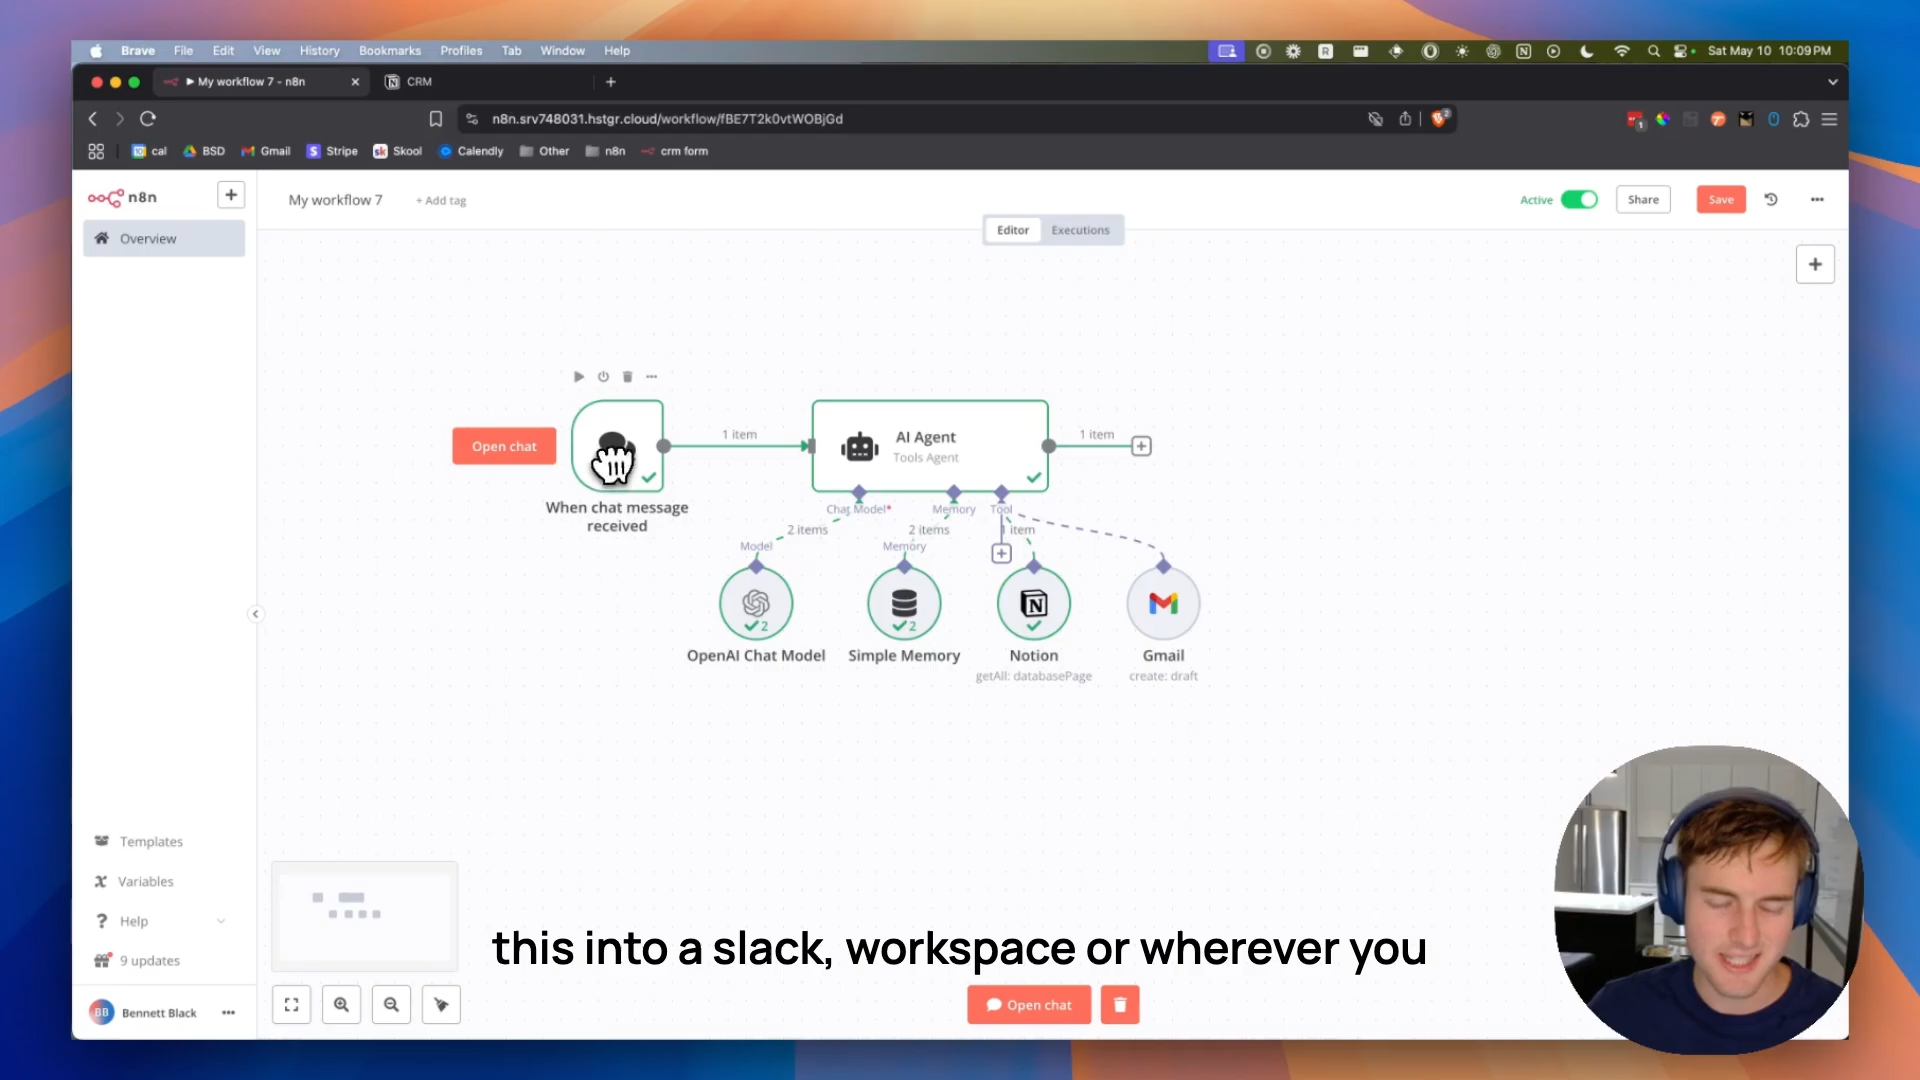 Brave File Edit View History Bookmarks Profiles Tab Window Help
Sat May 10 10:09 PM
My workflow 7 - n8n
CRM
n8n.srv748031.hstgr.cloud/workflow/fBE7T2k0vtWOBjGd
cal BSD Gmail Stripe Skool Calendly Other n8n crm form
n8n
My workflow 7
+ Add tag
Active
Share
Save
Overview
Editor
Executions
Open chat
1 item
AI Agent
Tools Agent
1 item
When chat message
received
Chat Model*
Memory
Tool
2 items
2 items
1 item
Model
Memory
2
2
OpenAI Chat Model
Simple Memory
Notion
Gmail
getAll: databasePage
create: draft
Templates
Variables
Help
9 updates
BB
Bennett Black
this into a slack, workspace or wherever you
Open chat